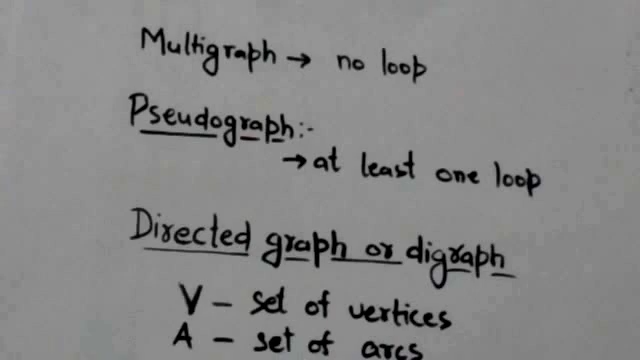 Multigraph → no loop
Pseudograph:-
→ at least one loop
Directed graph or digraph
V - set of vertices
A - set of arcs